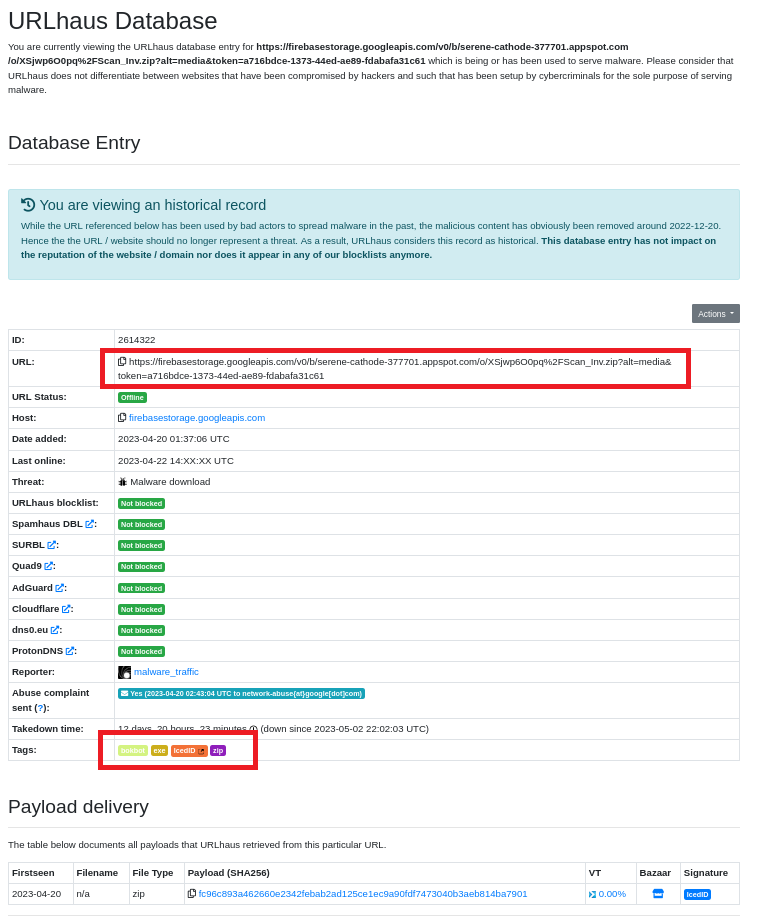 URLhaus Database
You are currently viewing the URLhaus database entry for https://firebasestorage.googleapis.com/v0/b/serene-cathode-377701.appspot.com
/o/XSjwp6O0pq%2FScan_Inv.zip?alt=media&token=a716bdce-1373-44ed-ae89-fdabafa31c61 which is being or has been used to serve malware. Please consider that
URLhaus does not differentiate between websites that have been compromised by hackers and such that has been setup by cybercriminals for the sole purpose of serving
malware.
Database Entry
You are viewing an historical record
While the URL referenced below has been used by bad actors to spread malware in the past, the malicious content has obviously been removed around 2022-12-20.
Hence the the URL / website should no longer represent a threat. As a result, URLhaus considers this record as historical. This database entry has not impact on
the reputation of the website / domain nor does it appear in any of our blocklists anymore.
Actions
ID: 2614322
URL: https://firebasestorage.googleapis.com/v0/b/serene-cathode-377701.appspot.com/o/XSjwp6O0pq%2FScan_Inv.zip?alt=media&
token=a716bdce-1373-44ed-ae89-fdabafa31c61
URL Status: Offline
Host: firebasestorage.googleapis.com
Date added: 2023-04-20 01:37:06 UTC
Last online: 2023-04-22 14:XX:XX UTC
Threat: Malware download
URLhaus blocklist: Not blocked
Spamhaus DBL : Not blocked
SURBL : Not blocked
Quad9 : Not blocked
AdGuard : Not blocked
Cloudflare : Not blocked
dns0.eu : Not blocked
ProtonDNS : Not blocked
Reporter: malware_traffic
Abuse complaint
sent (?): Yes (2023-04-20 02:43:04 UTC to network-abuse{at}google[dot]com)
Takedown time: 12 days, 20 hours, 23 minutes (down since 2023-05-02 22:02:03 UTC)
Tags: bokbot exe IcedID zip
Payload delivery
The table below documents all payloads that URLhaus retrieved from this particular URL.
Firstseen Filename File Type Payload (SHA256) VT Bazaar Signature
2023-04-20 n/a zip fc96c893a462660e2342febab2ad125ce1ec9a90fdf7473040b3aeb814ba7901 0.00% IcedID